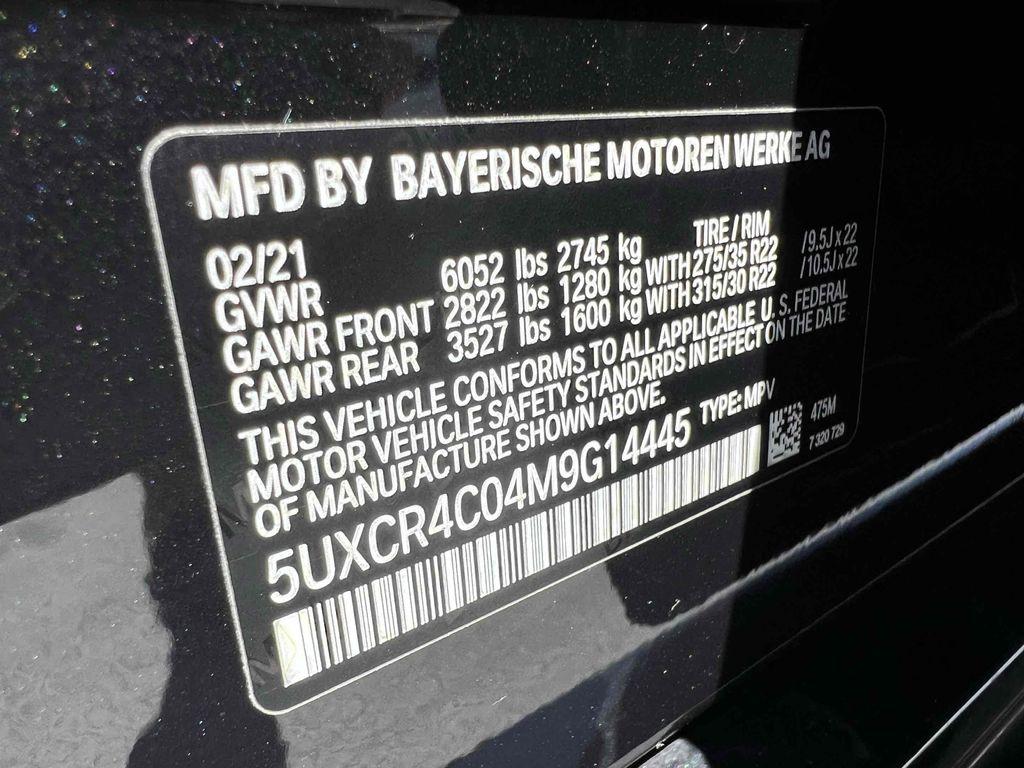 MFD BY BAYERISCHE MOTOREN WERKE AG
02/21 TIRE / RIM
GVWR 6052 lbs 2745 kg
GAWR FRONT 2822 lbs 1280 kg WITH 275/35 R22 /9.5J x 22
GAWR REAR 3527 lbs 1600 kg WITH 315/30 R22 /10.5J x 22
THIS VEHICLE CONFORMS TO ALL APPLICABLE U. S. FEDERAL
MOTOR VEHICLE SAFETY STANDARDS IN EFFECT ON THE DATE
OF MANUFACTURE SHOWN ABOVE.
5UXCR4C04M9G14445 TYPE: MPV
475M
7 320 729